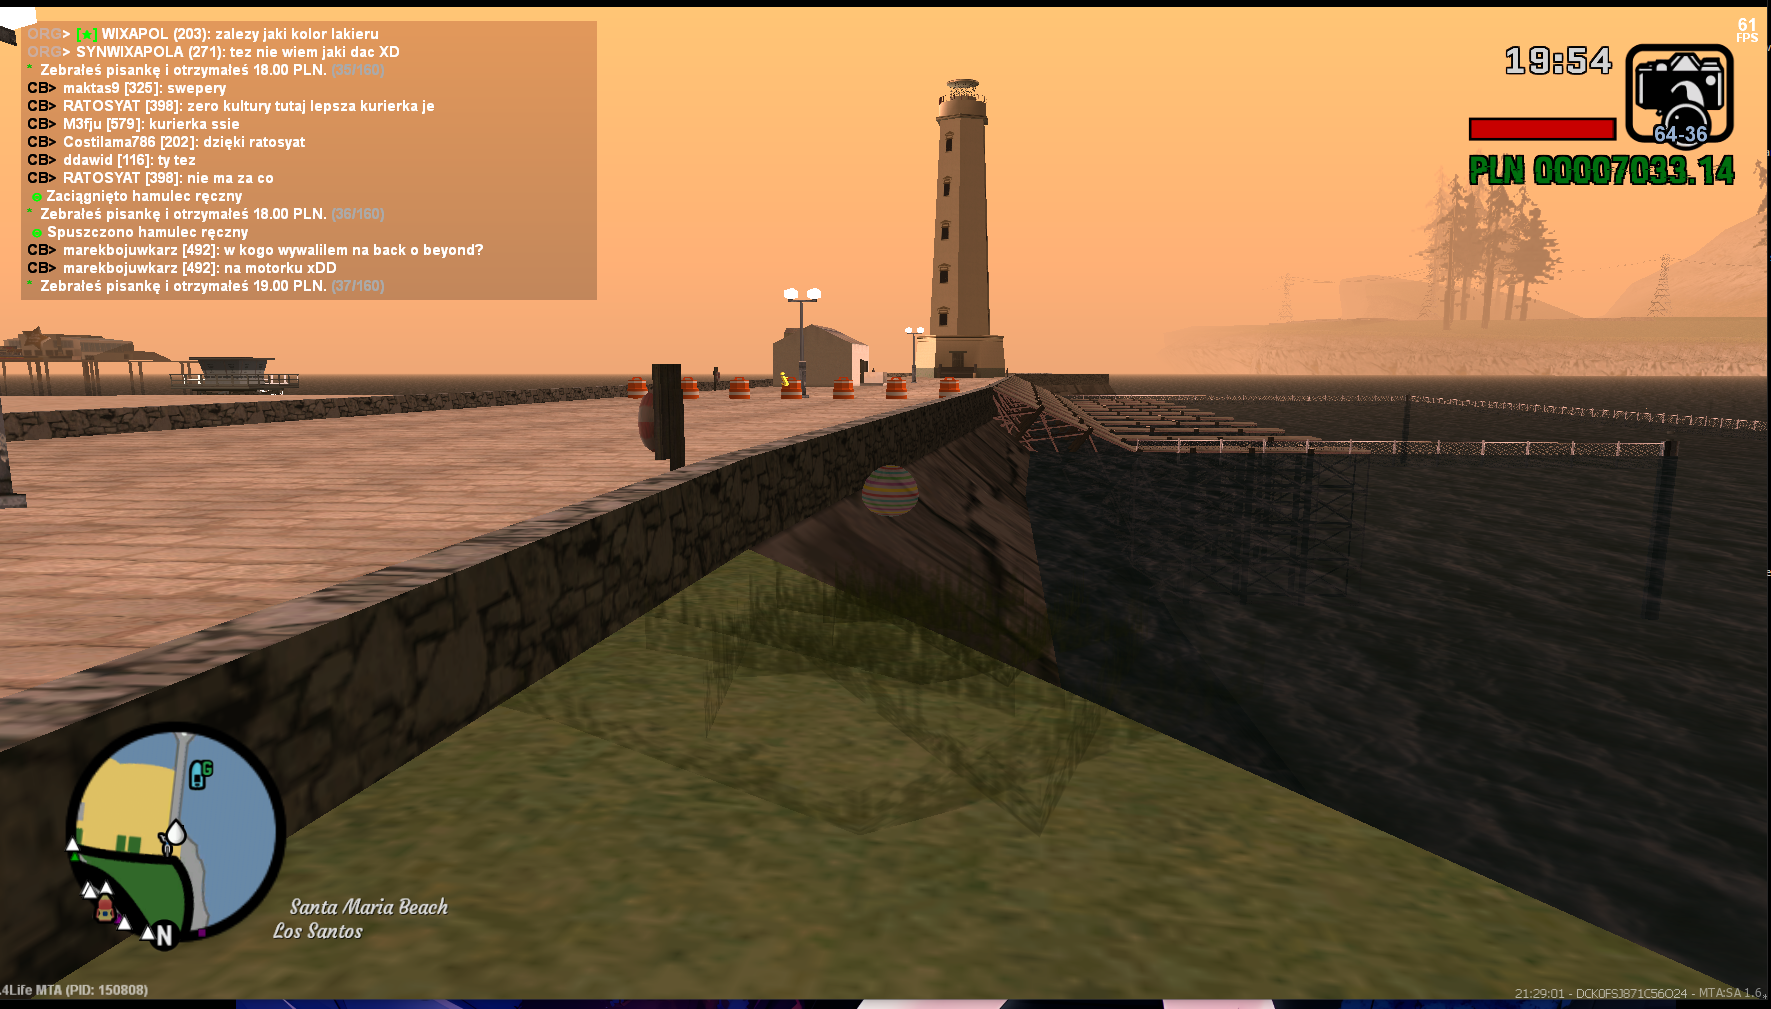 ORG> [★] WIXAPOL (203): zalezy jaki kolor lakieru
ORG> SYNWIXAPOLA (271): tez nie wiem jaki dac XD
* Zebrałeś pisankę i otrzymałeś 18.00 PLN. (35/160)
CB> maktas9 [325]: swepery
CB> RATOSYAT [398]: zero kultury tutaj lepsza kurierka je
CB> M3fju [579]: kurierka ssie
CB> Costilama786 [202]: dzięki ratosyat
CB> ddawid [116]: ty tez
CB> RATOSYAT [398]: nie ma za co
Zaciągnięto hamulec ręczny
* Zebrałeś pisankę i otrzymałeś 18.00 PLN. (36/160)
Spuszczono hamulec ręczny
CB> marekbojuwkarz [492]: w kogo wywalilem na back o beyond?
CB> marekbojuwkarz [492]: na motorku xDD
* Zebrałeś pisankę i otrzymałeś 19.00 PLN. (37/160)
61
FPS
19:54
64-36
PLN 00007033.14
G
N
Santa Maria Beach
Los Santos
.4Life MTA (PID: 150808)
21:29:01 - DCK0FSJ871C56O24 - MTA:SA 1.6